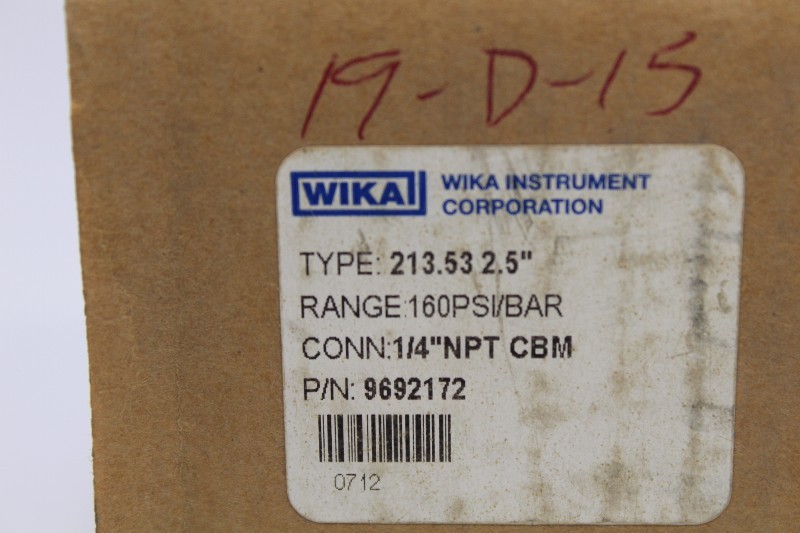 19-D-15
WIKA
WIKA INSTRUMENT
CORPORATION
TYPE: 213.53 2.5"
RANGE:160PSI/BAR
CONN:1/4"NPT CBM
P/N: 9692172
0712